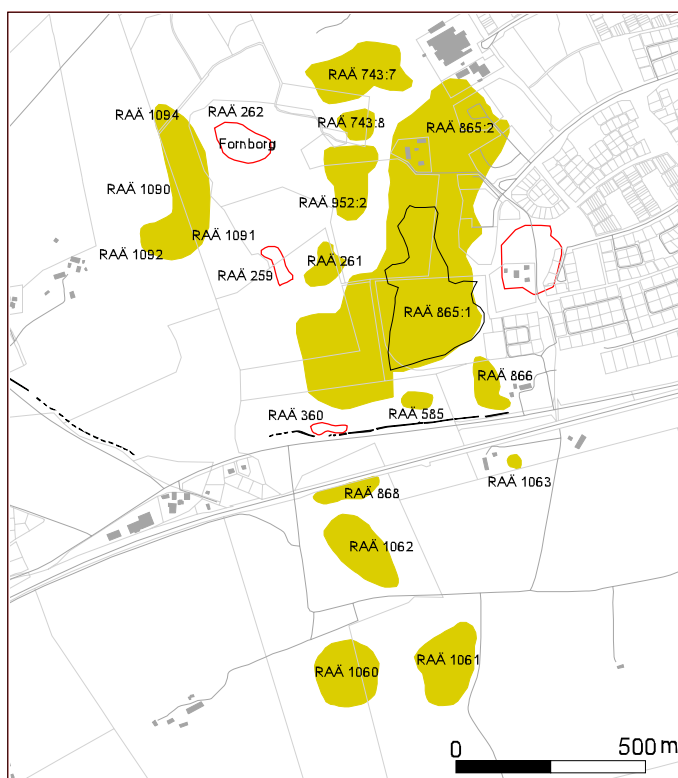 RAÄ 743:7
RAÄ 1094
RAÄ 262
RAÄ 743:8
RAÄ 865:2
Fornborg
RAÄ 1090
RAÄ 952:2
RAÄ 1091
RAÄ 1092
RAÄ 261
RAÄ 259
RAÄ 865:1
RAÄ 866
RAÄ 360
RAÄ 585
RAÄ 1063
RAÄ 868
RAÄ 1062
RAÄ 1061
RAÄ 1060
0 500 m